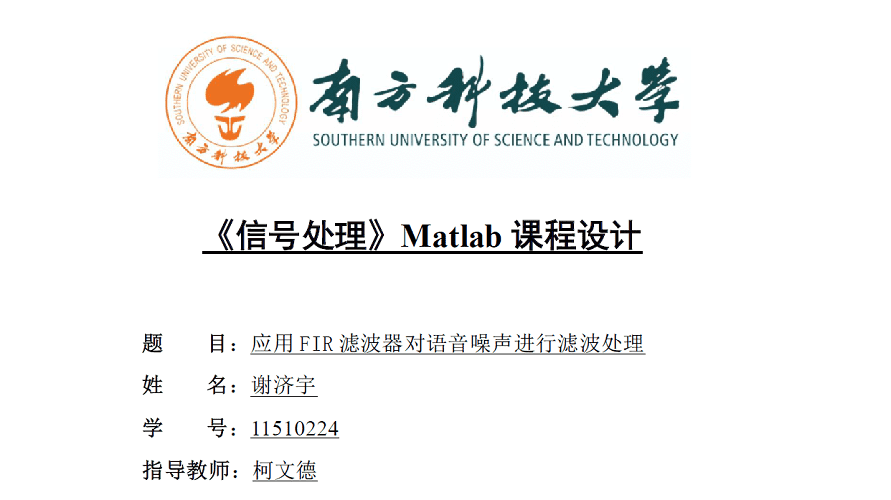 SOUTHERN UNIVERSITY OF SCIENCE AND TECHNOLOGY
南方科技大学
南方科技大学
SOUTHERN UNIVERSITY OF SCIENCE AND TECHNOLOGY
《信号处理》Matlab 课程设计
题 目：应用 FIR 滤波器对语音噪声进行滤波处理
姓 名：谢济宇
学 号：11510224
指导教师：柯文德